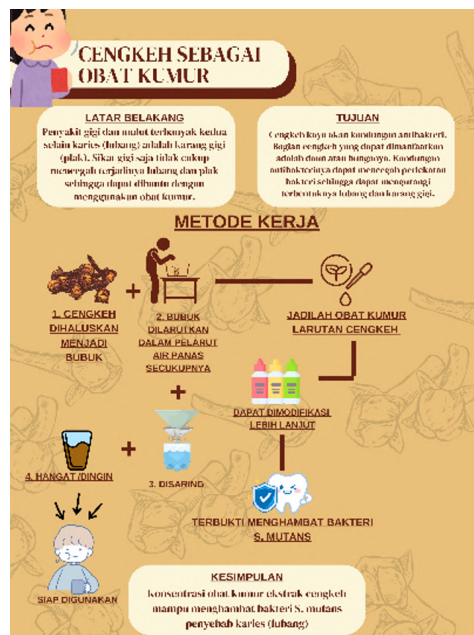 CENGKEH SEBAGAI
OBAT KUMUR
LATAR BELAKANG
Penyakit gigi dan mulut terbanyak kedua
selain karies (lubang) adalah karang gigi
(plak). Sikat gigi saja tidak cukup
mencegah terjadinya lubang dan plak
sehingga dapat dibantu dengan
menggunakan obat kumur.
TUJUAN
Cengkeh kaya akan kandungan antibakteri.
Bagian cengkeh yang dapat dimanfaatkan
adalah daun atau bunganya. Kandungan
antibakterinya dapat mencegah perlekatan
bakteri sehingga dapat mengurangi
terbentuknya lubang dan karang gigi.
METODE KERJA
1. CENGKEH
DIHALUSKAN
MENJADI
BUBUK
2. BUBUK
DILARUTKAN
DALAM PELARUT
AIR PANAS
SECUKUPNYA
JADILAH OBAT KUMUR
LARUTAN CENGKEH
DAPAT DIMODIFIKASI
LEBIH LANJUT
3. DISARING
4. HANGAT /DINGIN
SIAP DIGUNAKAN
TERBUKTI MENGHAMBAT BAKTERI
S. MUTANS
KESIMPULAN
Konsentrasi obat kumur ekstrak cengkeh
mampu menghambat bakteri S. mutans
penyebab karies (lubang)